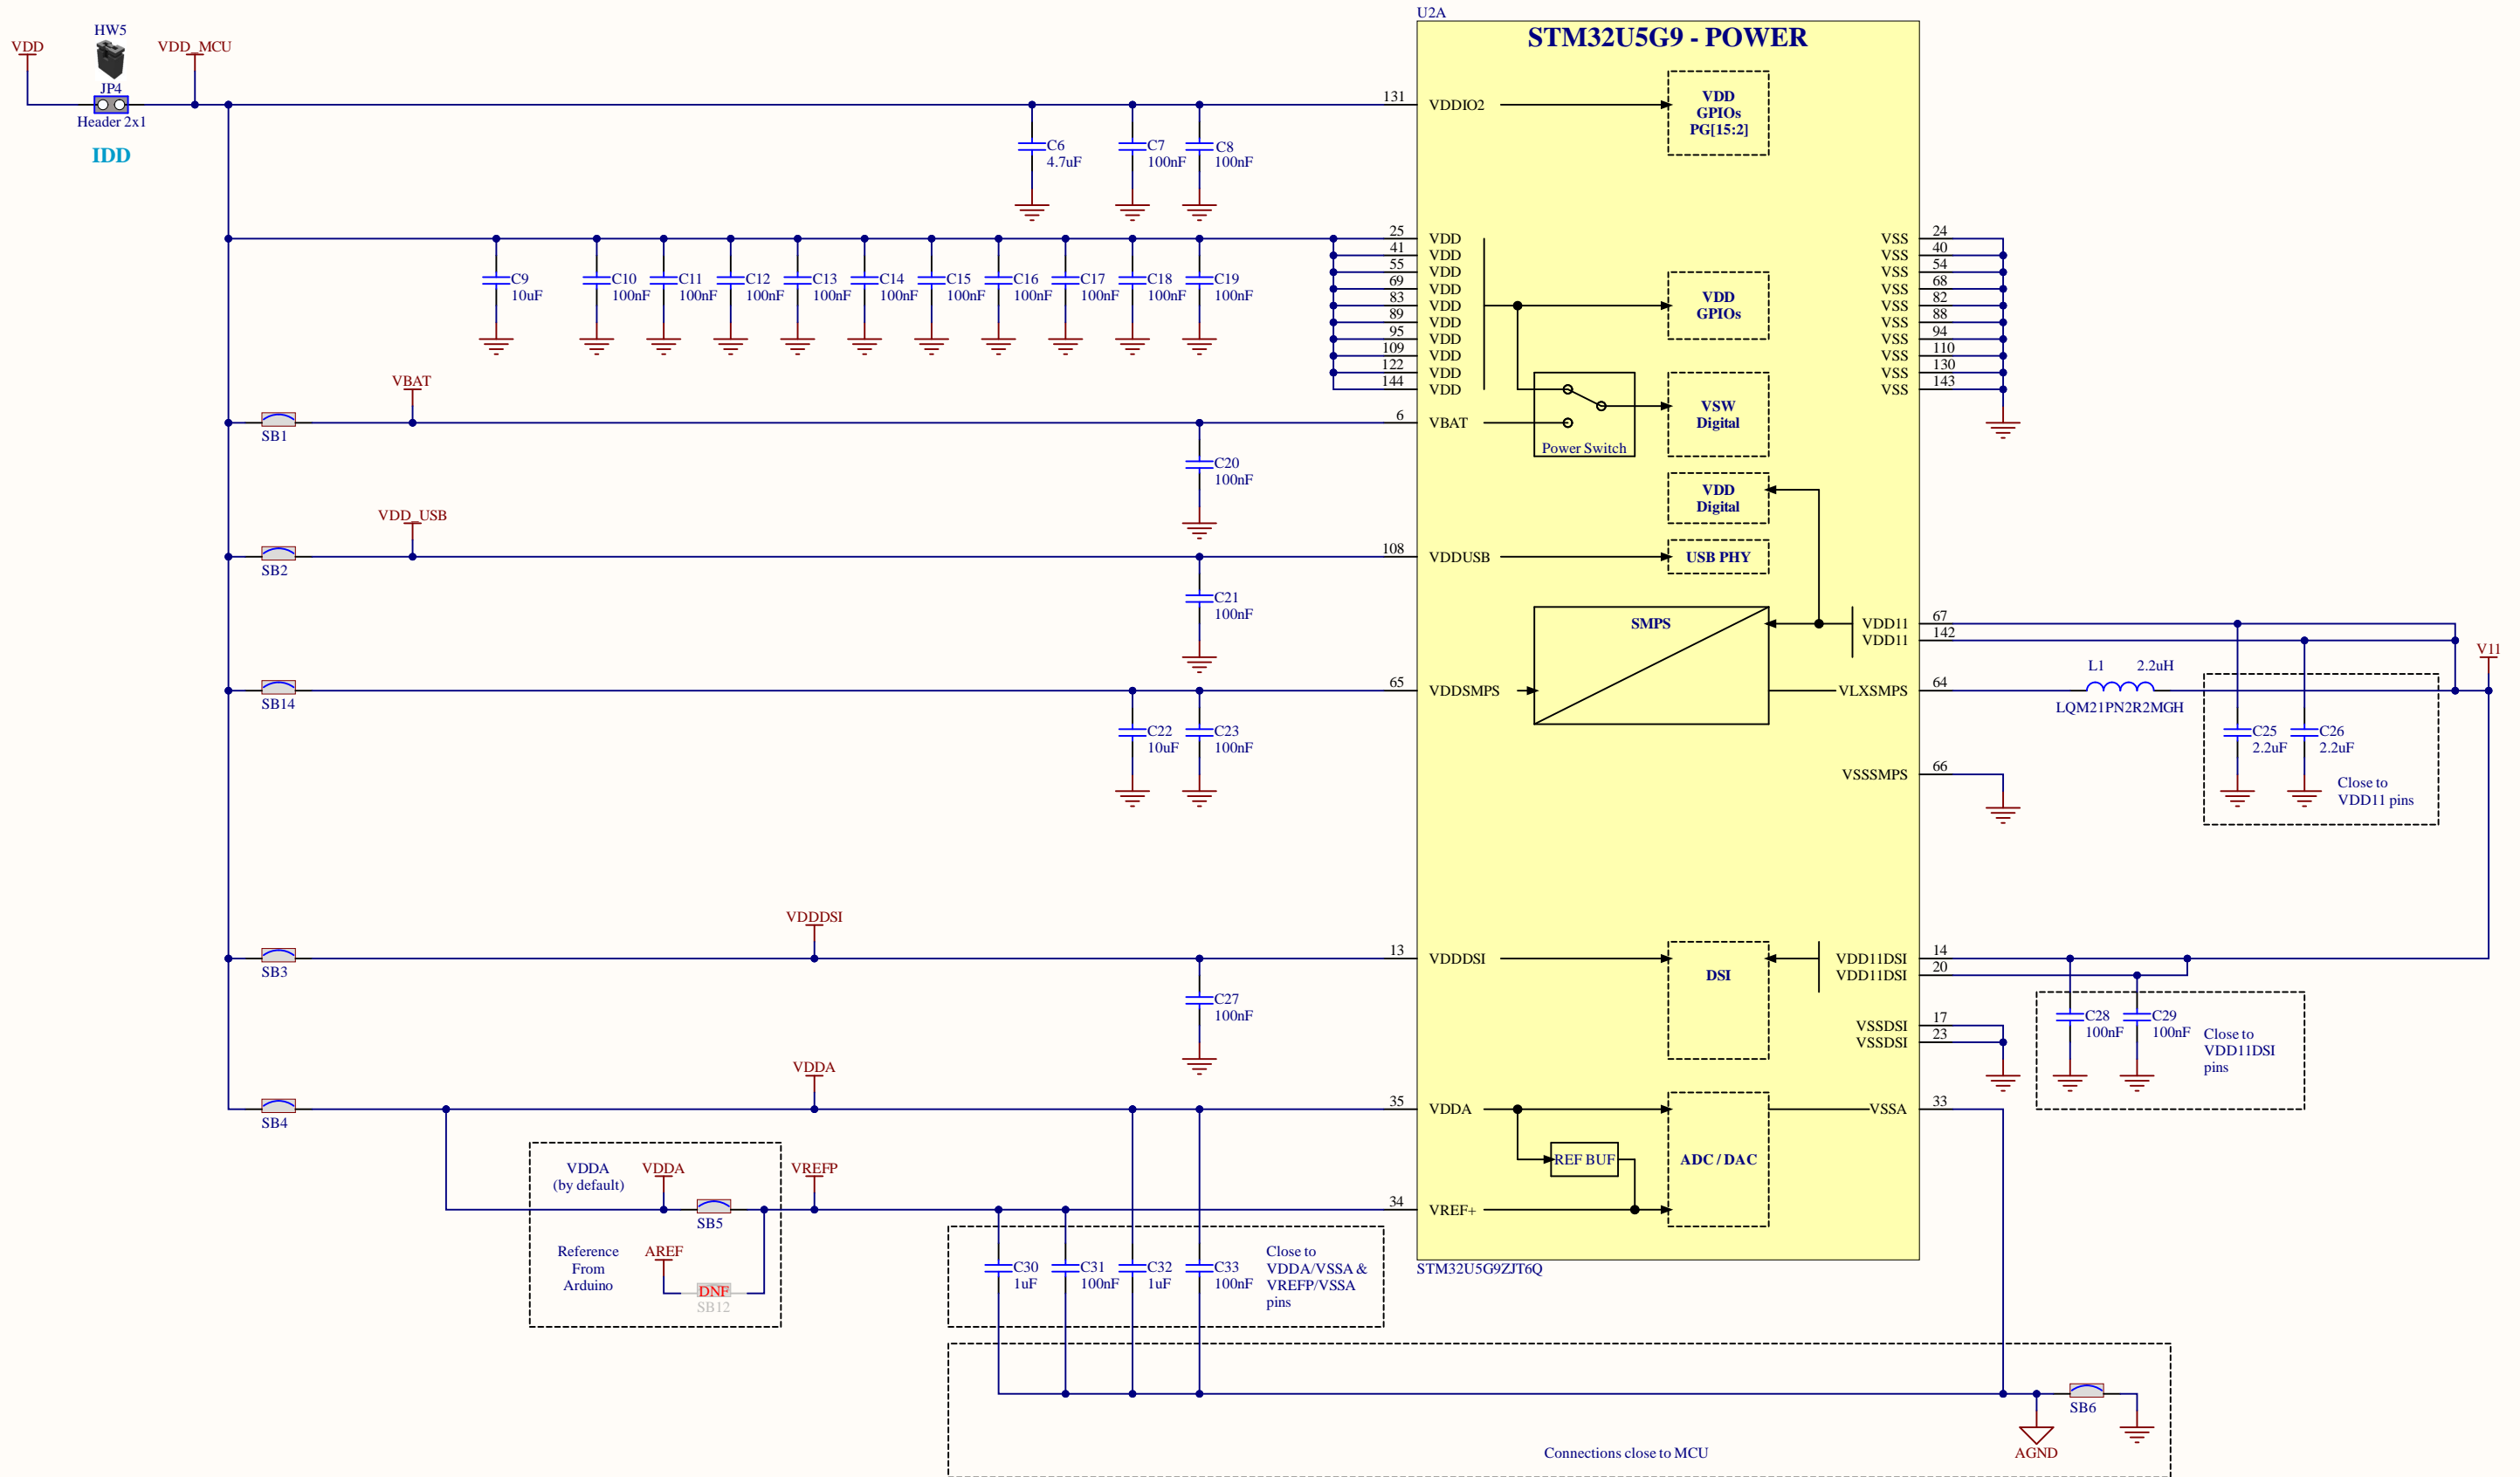 U2A
STM32U5G9 - POWER
HW5
VDD
VDD_MCU
JP4
Header 2x1
IDD
131
VDDIO2
VDD
GPIOs
PG[15:2]
C6
4.7uF
C7
100nF
C8
100nF
25
VDD
41
VDD
55
VDD
69
VDD
83
VDD
89
VDD
95
VDD
109
VDD
122
VDD
144
VDD
VSS
24
VSS
40
VSS
54
VSS
68
VSS
82
VSS
88
VSS
94
VSS
110
VSS
130
VSS
143
C9
10uF
C10
100nF
C11
100nF
C12
100nF
C13
100nF
C14
100nF
C15
100nF
C16
100nF
C17
100nF
C18
100nF
C19
100nF
VDD
GPIOs
VBAT
SB1
6
VBAT
Power Switch
VSW
Digital
C20
100nF
VDD
Digital
VDD_USB
SB2
108
VDDUSB
USB PHY
C21
100nF
SMPS
VDD11
67
VDD11
142
V11
SB14
65
VDDSMPS
VLXSMPS
64
L1
2.2uH
LQM21PN2R2MGH
C22
10uF
C23
100nF
C25
2.2uF
C26
2.2uF
Close to
VDD11 pins
VSSSMPS
66
VDDDSI
SB3
13
VDDDSI
DSI
VDD11DSI
14
VDD11DSI
20
C27
100nF
VSSDSI
17
VSSDSI
23
C28
100nF
C29
100nF
Close to
VDD11DSI
pins
VDDA
SB4
35
VDDA
VSSA
33
REF BUF
ADC / DAC
VDDA
(by default)
VDDA
SB5
VREFP
34
VREF+
Reference
From
Arduino
AREF
DNF
SB12
C30
1uF
C31
100nF
C32
1uF
C33
100nF
Close to
VDDA/VSSA &
VREFP/VSSA
pins
STM32U5G9ZJT6Q
SB6
AGND
Connections close to MCU